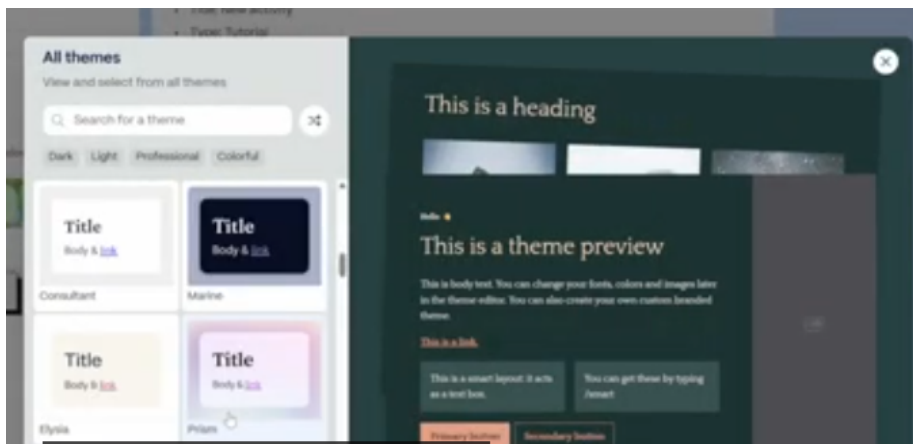 Title: New activity
Type: Tutorial
All themes
View and select from all themes
Search for a theme
Dark Light Professional Colorful
Title
Body & link
Consultant
Title
Body & link
Marine
Title
Body & link
Elysia
Title
Body & link
Prism
This is a heading
Hello
This is a theme preview
This is body text. You can change your fonts, colors and images later
in the theme editor. You can also create your own custom branded
theme.
This is a link.
This is a smart layout: it acts
as a text box.
You can get these by typing
/smart
Primary button
Secondary button